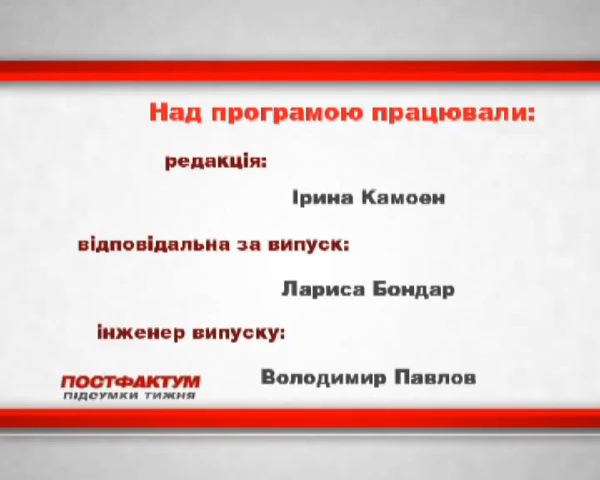 Над програмою працювали:
редакція:
Ірина Камоєн
відповідальна за випуск:
Лариса Бондар
інженер випуску:
Володимир Павлов
ПОСТФАКТУМ
ПІДСУМКИ ТИЖНЯ